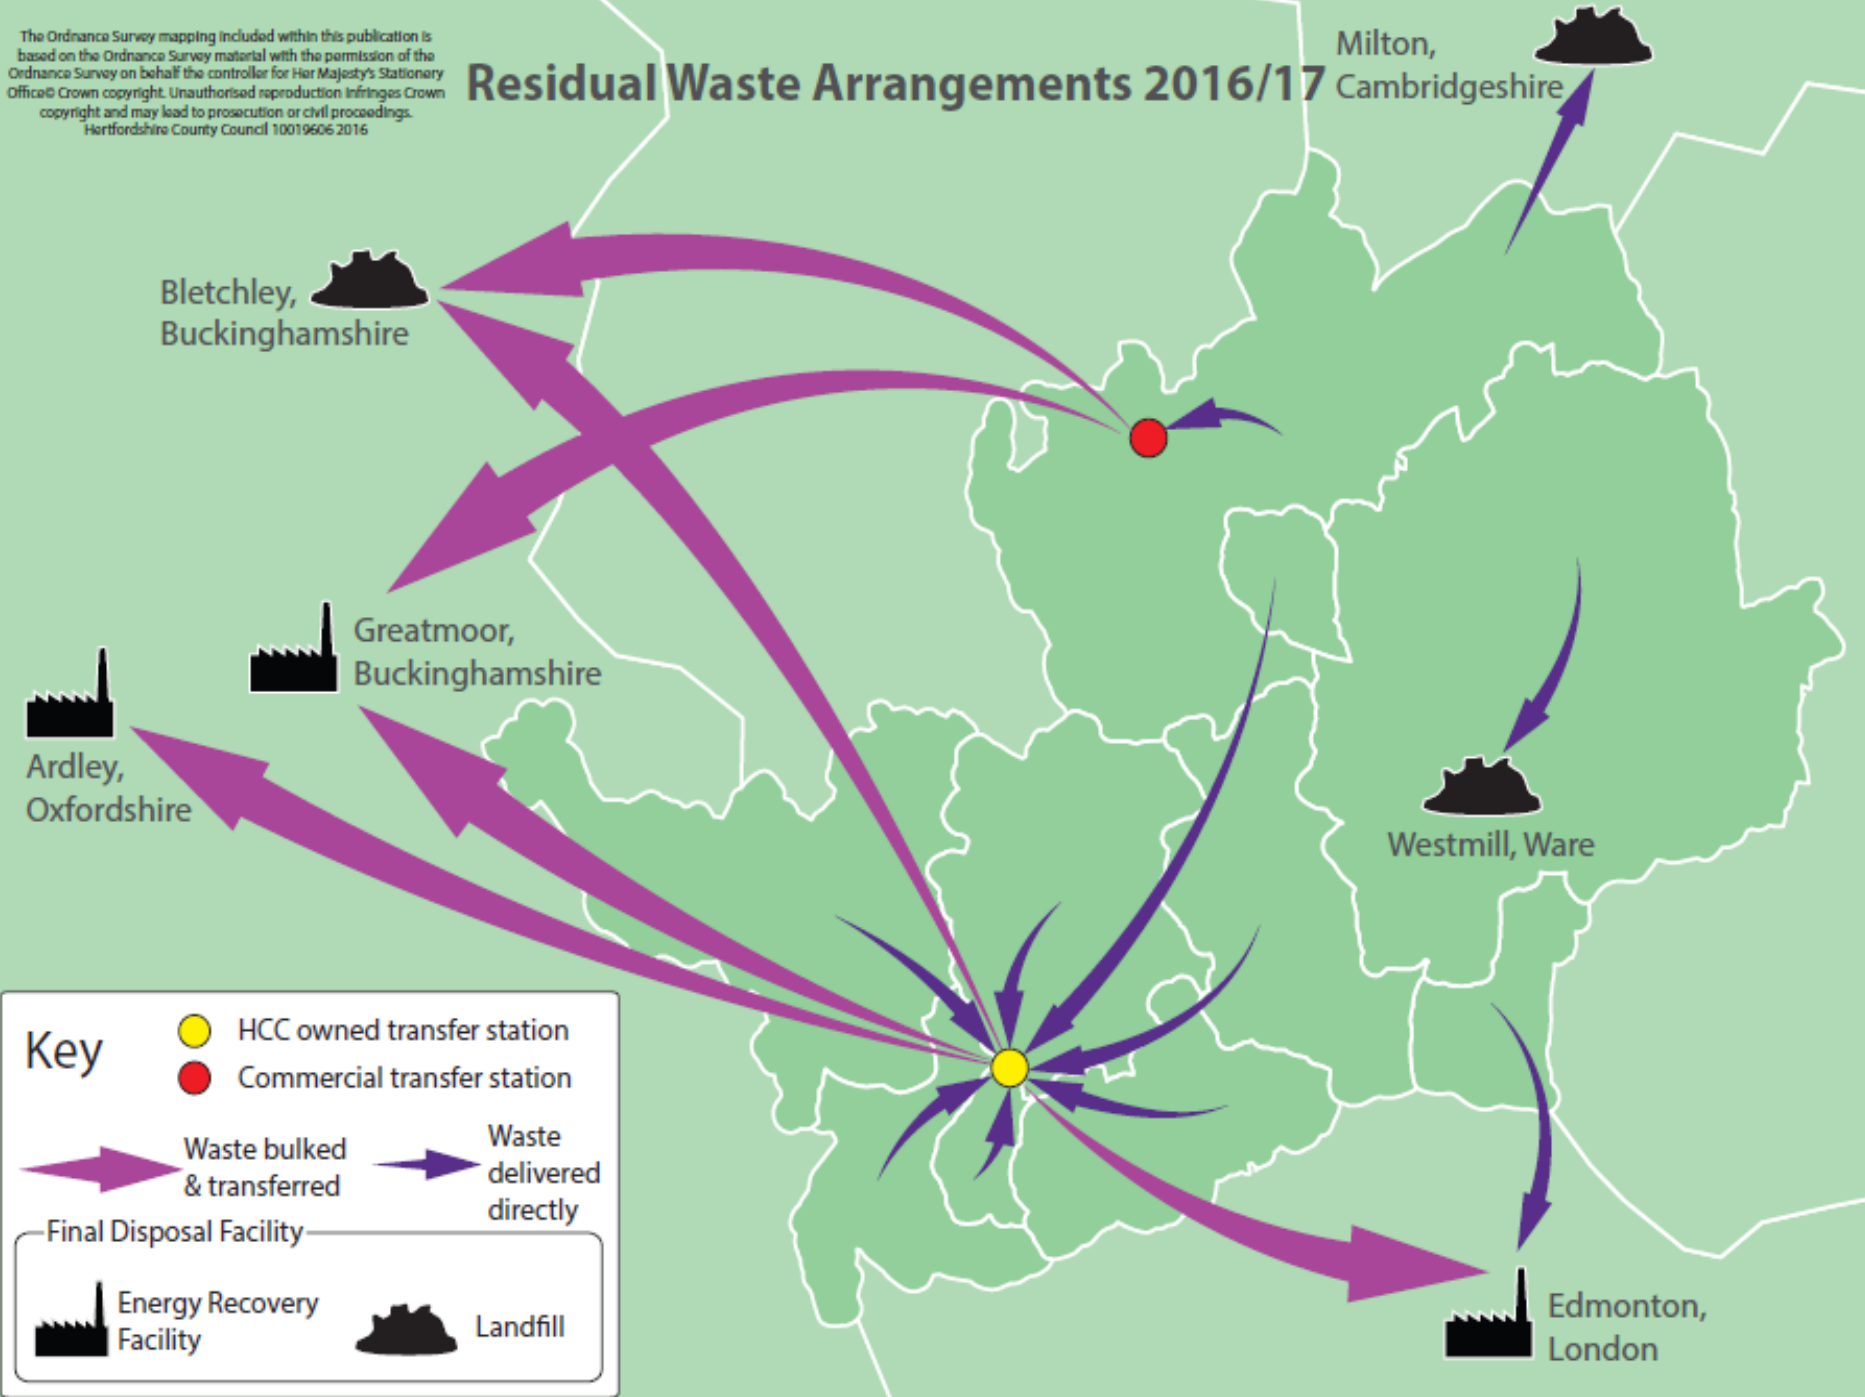 The Ordnance Survey mapping included within this publication is
based on the Ordnance Survey material with the permission of the
Ordnance Survey on behalf the controller for Her Majesty's Stationery
Office© Crown copyright. Unauthorised reproduction infringes Crown
copyright and may lead to prosecution or civil proceedings.
Hertfordshire County Council 10019606 2016
Residual Waste Arrangements 2016/17
Milton,
Cambridgeshire
Bletchley,
Buckinghamshire
Greatmoor,
Buckinghamshire
Ardley,
Oxfordshire
Westmill, Ware
Key
HCC owned transfer station
Commercial transfer station
Waste bulked
& transferred
Waste
delivered
directly
Final Disposal Facility
Energy Recovery
Facility
Landfill
Edmonton,
London